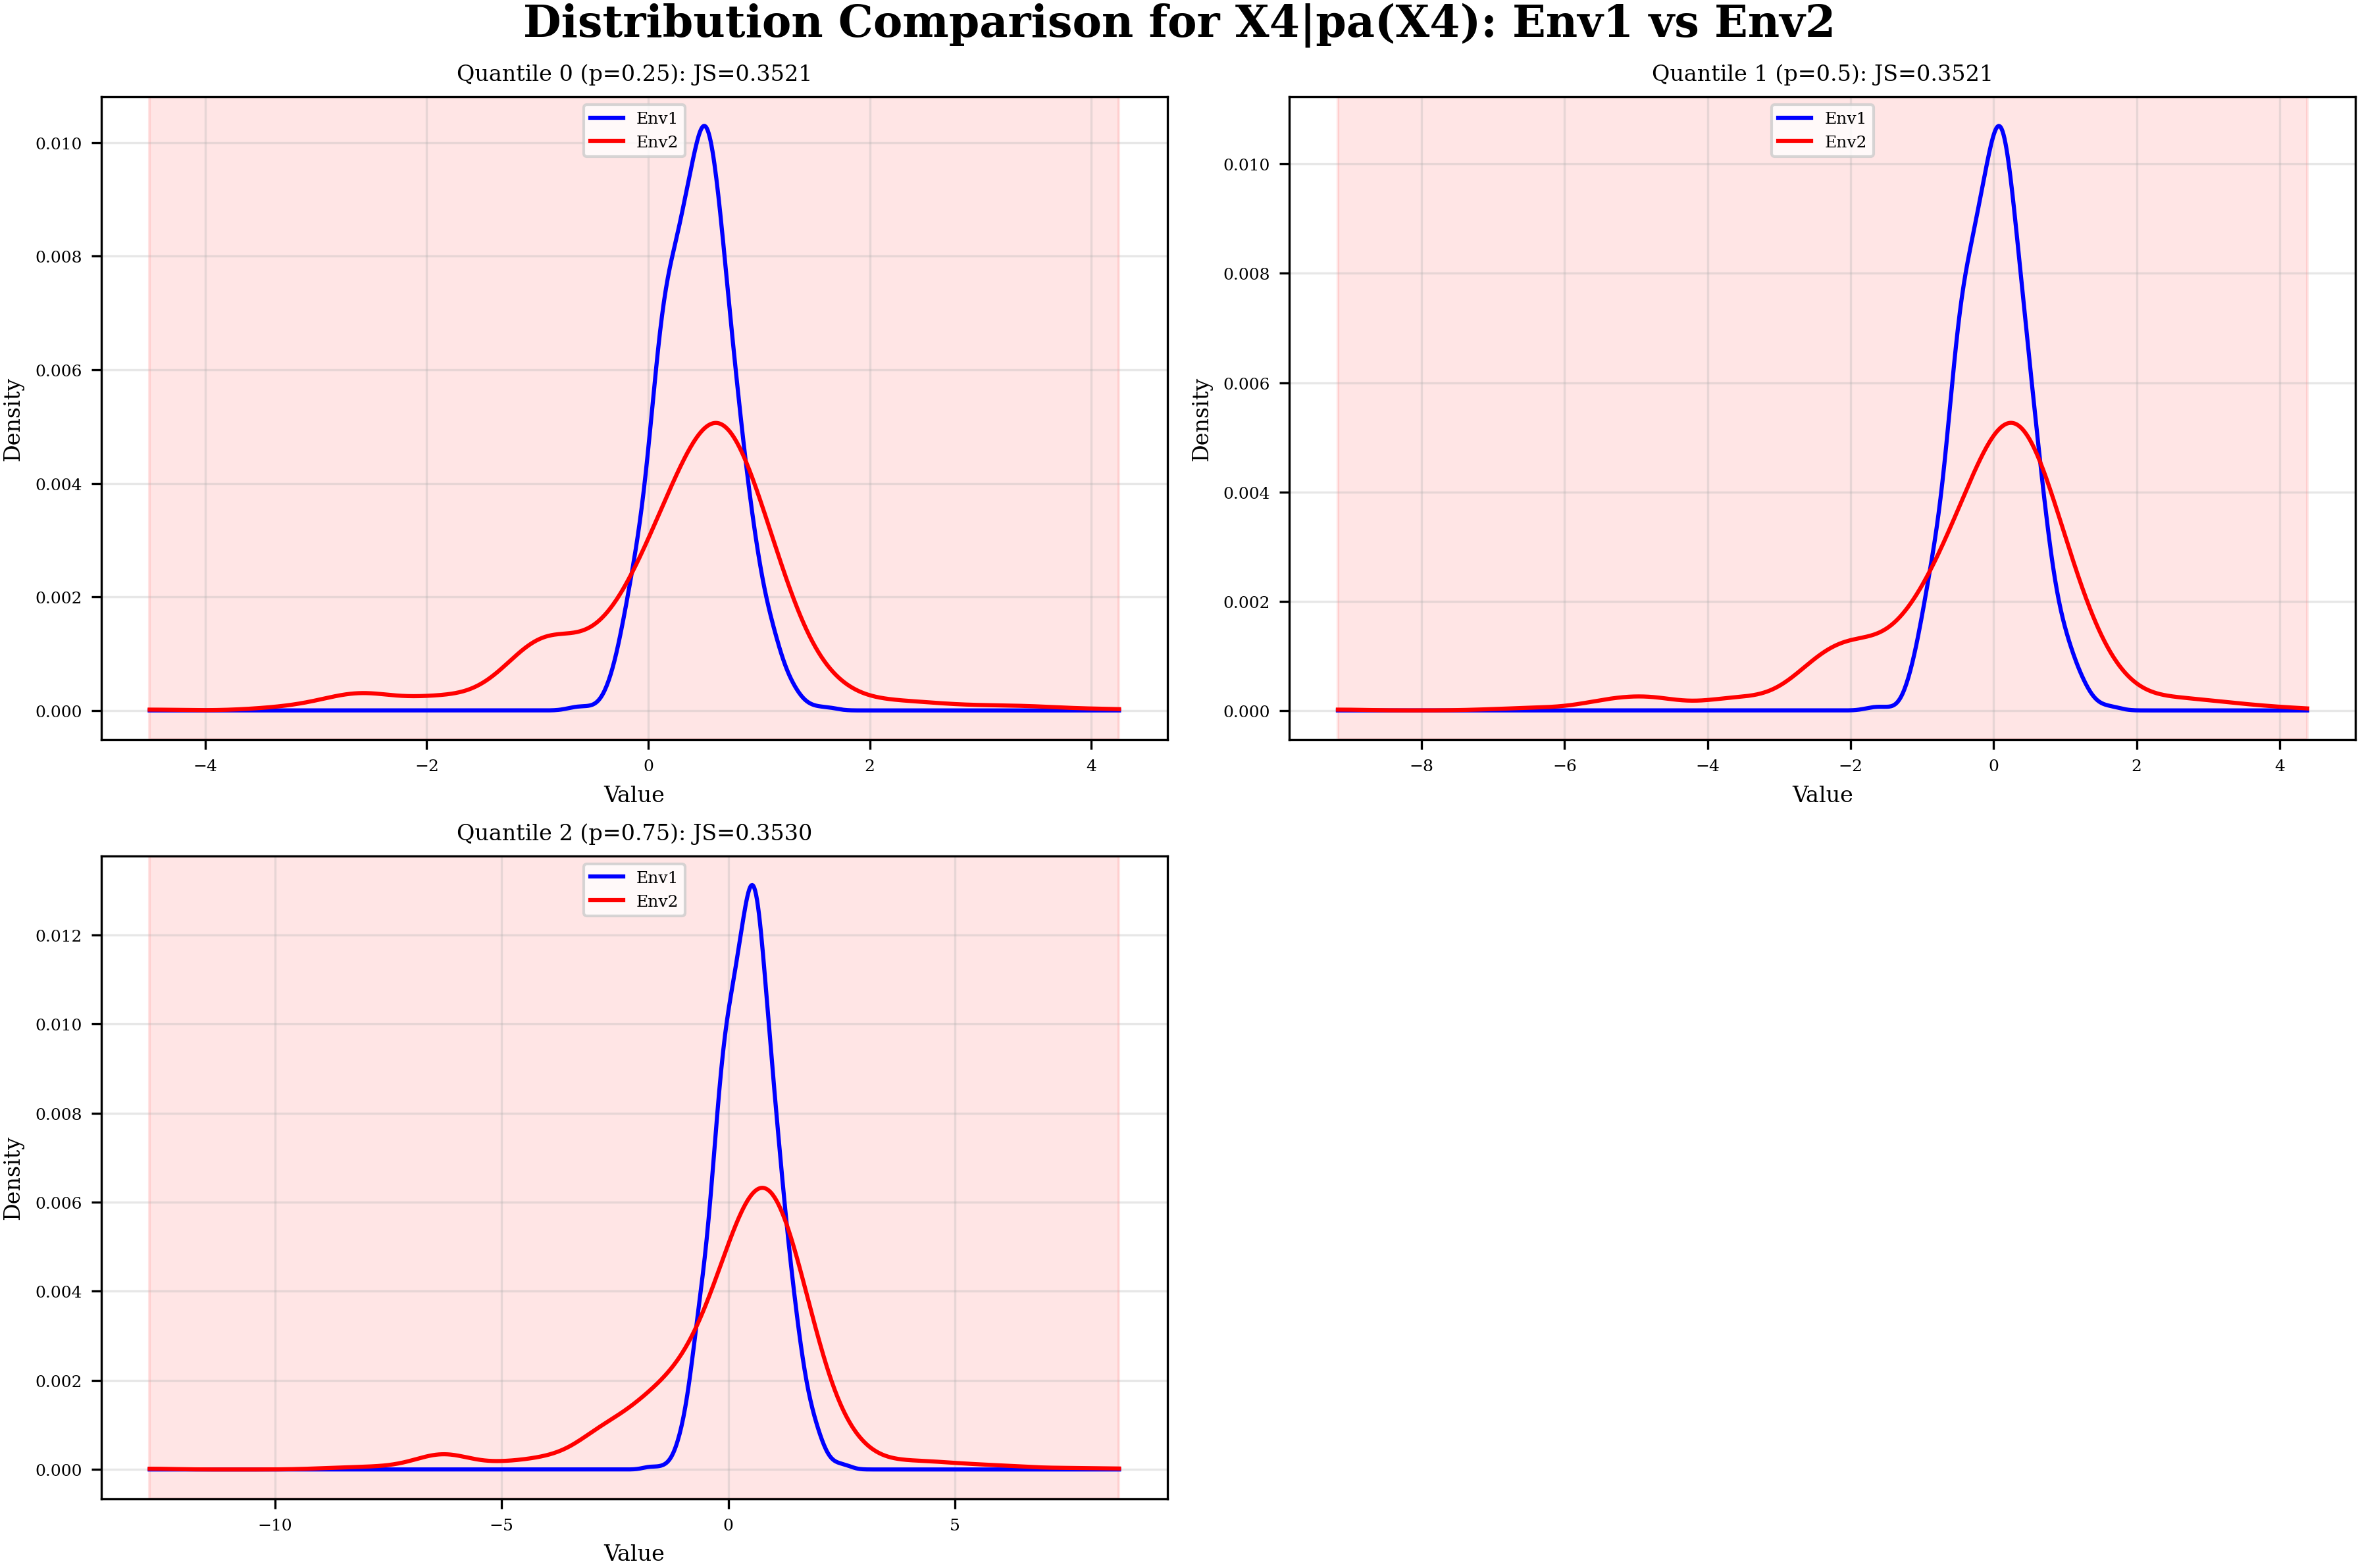 Distribution Comparison for X4|pa(X4): Env1 vs Env2
Quantile 0 (p=0.25): JS=0.3521
Env1
Env2
0.010
0.008
0.006
0.004
0.002
0.000
Density
−4
−2
0
2
4
Value
Quantile 1 (p=0.5): JS=0.3521
Env1
Env2
0.010
0.008
0.006
0.004
0.002
0.000
Density
−8
−6
−4
−2
0
2
4
Value
Quantile 2 (p=0.75): JS=0.3530
Env1
Env2
0.012
0.010
0.008
0.006
0.004
0.002
0.000
Density
−10
−5
0
5
Value